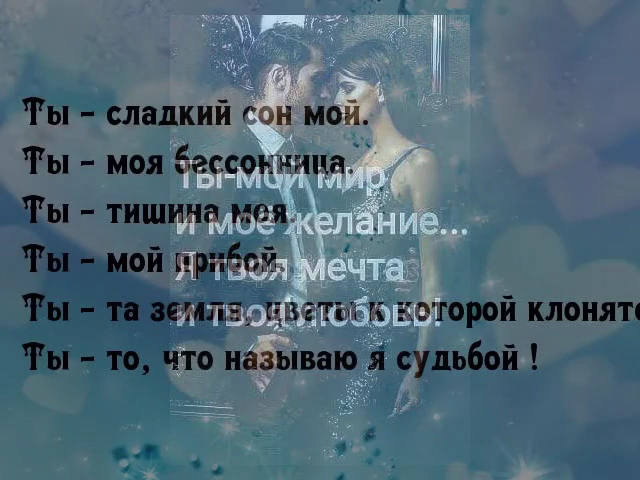 Ты - сладкий сон мой.
Ты - моя бессонница.
Ты - тишина моя.
Ты - мой прибой.
Ты - та земля, цветы к которой клонятс
Ты - то, что называю я судьбой !
Ты-мой мир
и моё желание...
Я твоя мечта
и твоя любовь!